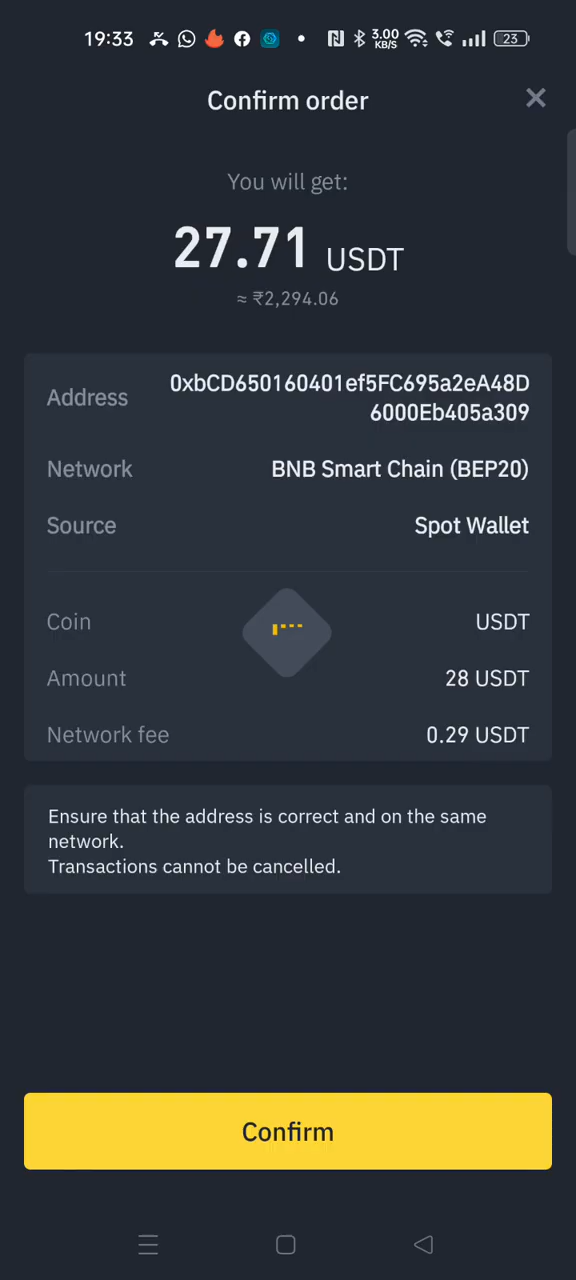 19:33
3.00
KB/S
23
Confirm order
You will get:
27.71 USDT
≈ ₹2,294.06
Address 0xbCD650160401ef5FC695a2eA48D
6000Eb405a309
Network BNB Smart Chain (BEP20)
Source Spot Wallet
Coin USDT
Amount 28 USDT
Network fee 0.29 USDT
Ensure that the address is correct and on the same
network.
Transactions cannot be cancelled.
Confirm